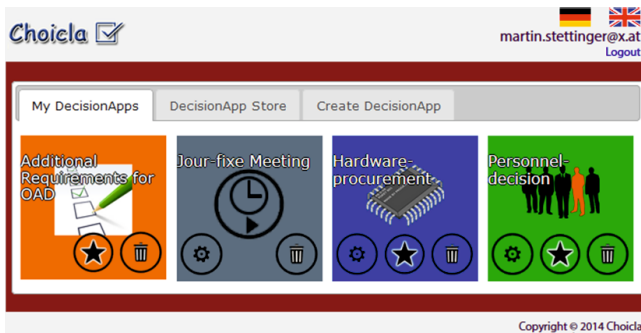 Choicla
martin.stettinger@x.at
Logout
My DecisionApps
DecisionApp Store
Create DecisionApp
Additional
Requirements for
OAD
Jour-fixe Meeting
Hardware-
procurement
Personnel-
decision
Copyright © 2014 Choicla